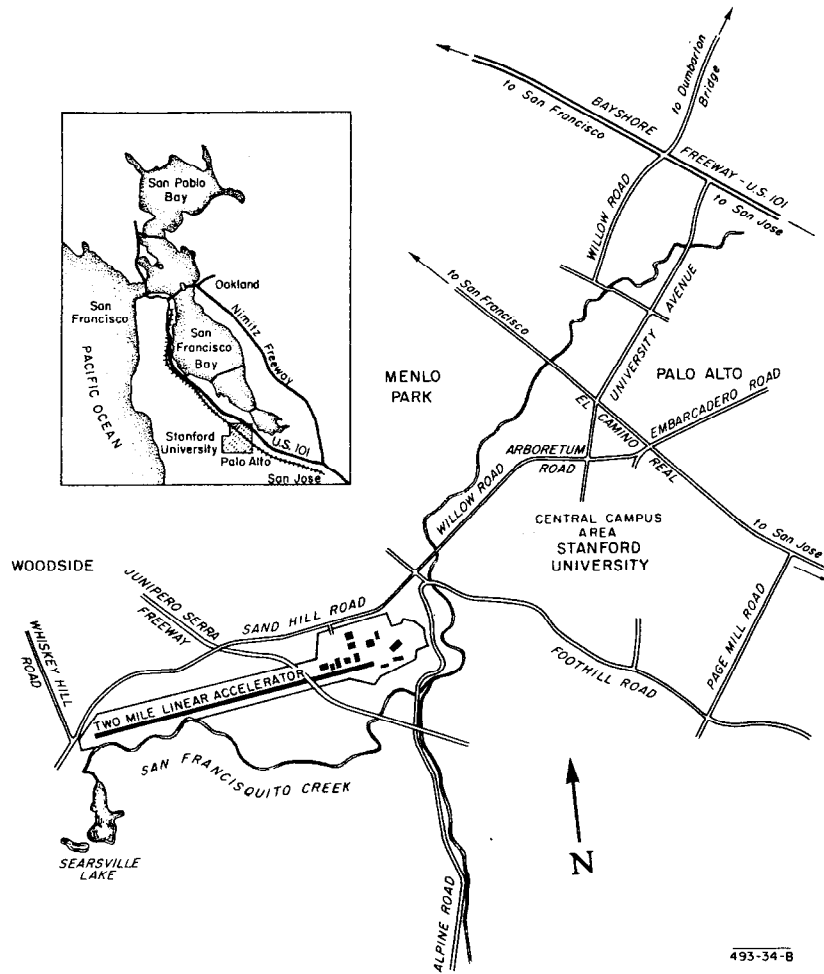 to San Francisco
BAYSHORE
FREEWAY - U.S. 101
to Dumbarton
Bridge
to San Jose
WILLOW ROAD
San Pablo
Bay
Oakland
San
Francisco
San
Francisco
Bay
Nimitz
Freeway
PACIFIC OCEAN
Stanford
University
U.S. 101
Palo Alto
San Jose
to San Francisco
UNIVERSITY
AVENUE
MENLO
PARK
PALO ALTO
EL CAMINO
REAL
EMBARCADERO ROAD
ARBORETUM
ROAD
WILLOW ROAD
CENTRAL CAMPUS
AREA
STANFORD
UNIVERSITY
to San Jose
WOODSIDE
JUNIPERO SERRA
FREEWAY
SAND HILL ROAD
WHISKEY HILL
ROAD
FOOTHILL ROAD
PAGE MILL ROAD
TWO MILE LINEAR ACCELERATOR
SAN FRANCISQUITO CREEK
SEARSVILLE
LAKE
N
ALPINE ROAD
493-34-B